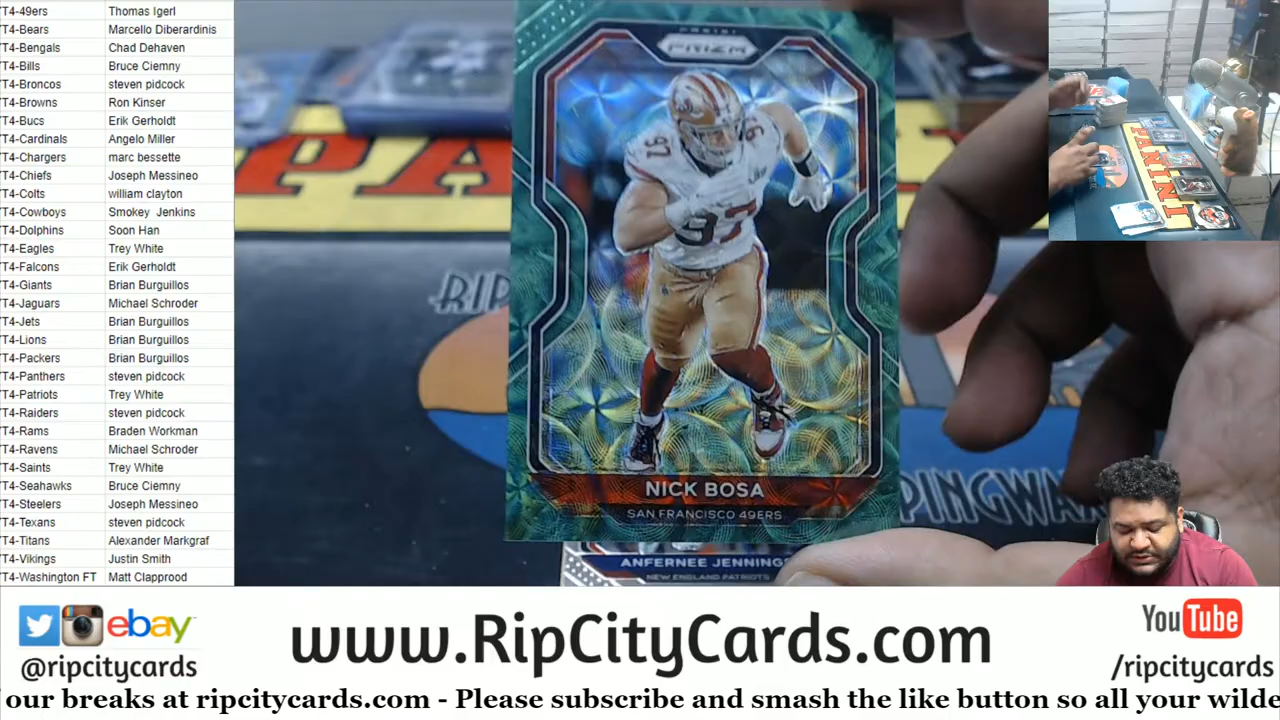 T4-49ers Thomas Igerl
T4-Bears Marcello Diberardinis
T4-Bengals Chad Dehaven
T4-Bills Bruce Ciemny
T4-Broncos steven pidcock
T4-Browns Ron Kinser
T4-Bucs Erik Gerholdt
T4-Cardinals Angelo Miller
T4-Chargers marc bessette
T4-Chiefs Joseph Messineo
T4-Colts william clayton
T4-Cowboys Smokey Jenkins
T4-Dolphins Soon Han
T4-Eagles Trey White
T4-Falcons Erik Gerholdt
T4-Giants Brian Burguillos
T4-Jaguars Michael Schroder
T4-Jets Brian Burguillos
T4-Lions Brian Burguillos
T4-Packers Brian Burguillos
T4-Panthers steven pidcock
T4-Patriots Trey White
T4-Raiders steven pidcock
T4-Rams Braden Workman
T4-Ravens Michael Schroder
T4-Saints Trey White
T4-Seahawks Bruce Ciemny
T4-Steelers Joseph Messineo
T4-Texans steven pidcock
T4-Titans Alexander Markgraf
T4-Vikings Justin Smith
T4-Washington FT Matt Clapprood
PANINI
PRIZM
97
97
NICK BOSA
SAN FRANCISCO 49ERS
ANFERNEE JENNINGS
NEW ENGLAND PATRIOTS
PA
RIP
PINGWAX
PANINI
ebay
@ripcitycards
www.RipCityCards.com
YouTube
/ripcitycards
our breaks at ripcitycards.com - Please subscribe and smash the like button so all your wilde